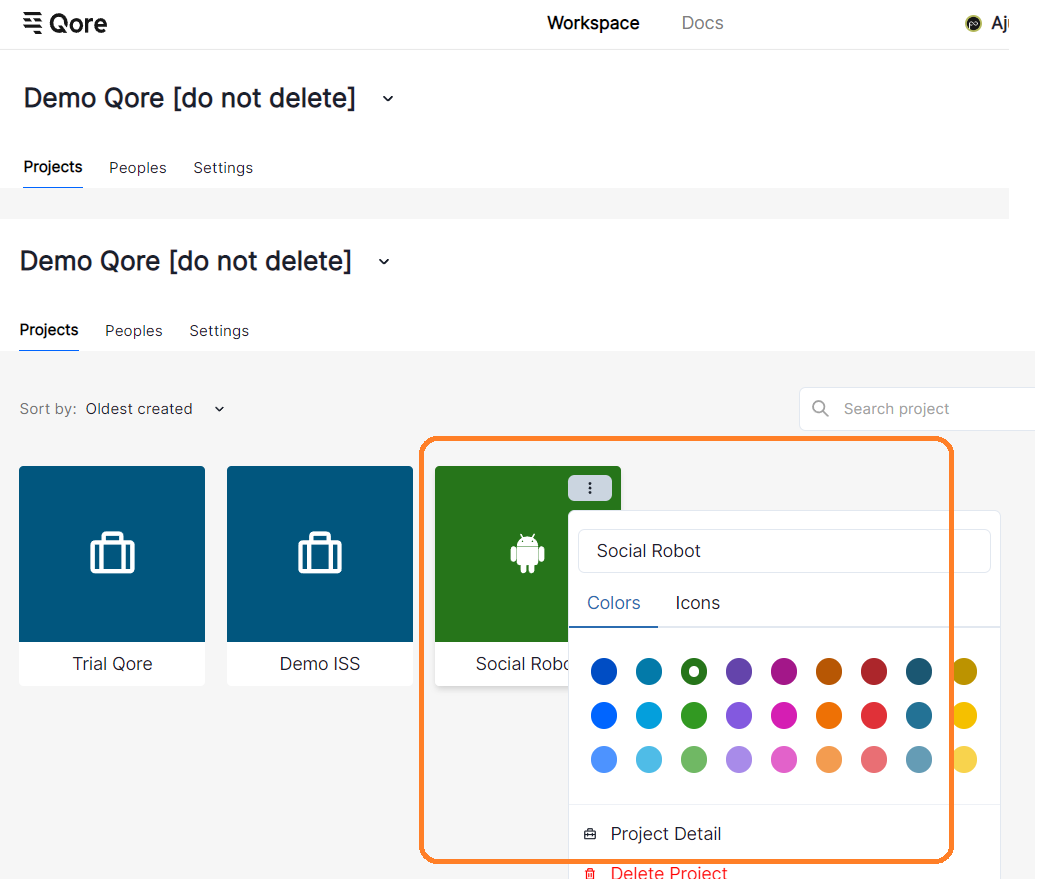 Qore Workspace Docs Aj
Demo Qore [do not delete]
Projects Peoples Settings
Demo Qore [do not delete]
Projects Peoples Settings
Sort by: Oldest created Search project
Social Robot
Colors Icons
Trial Qore Demo ISS Social Robo
Project Detail
Delete Project